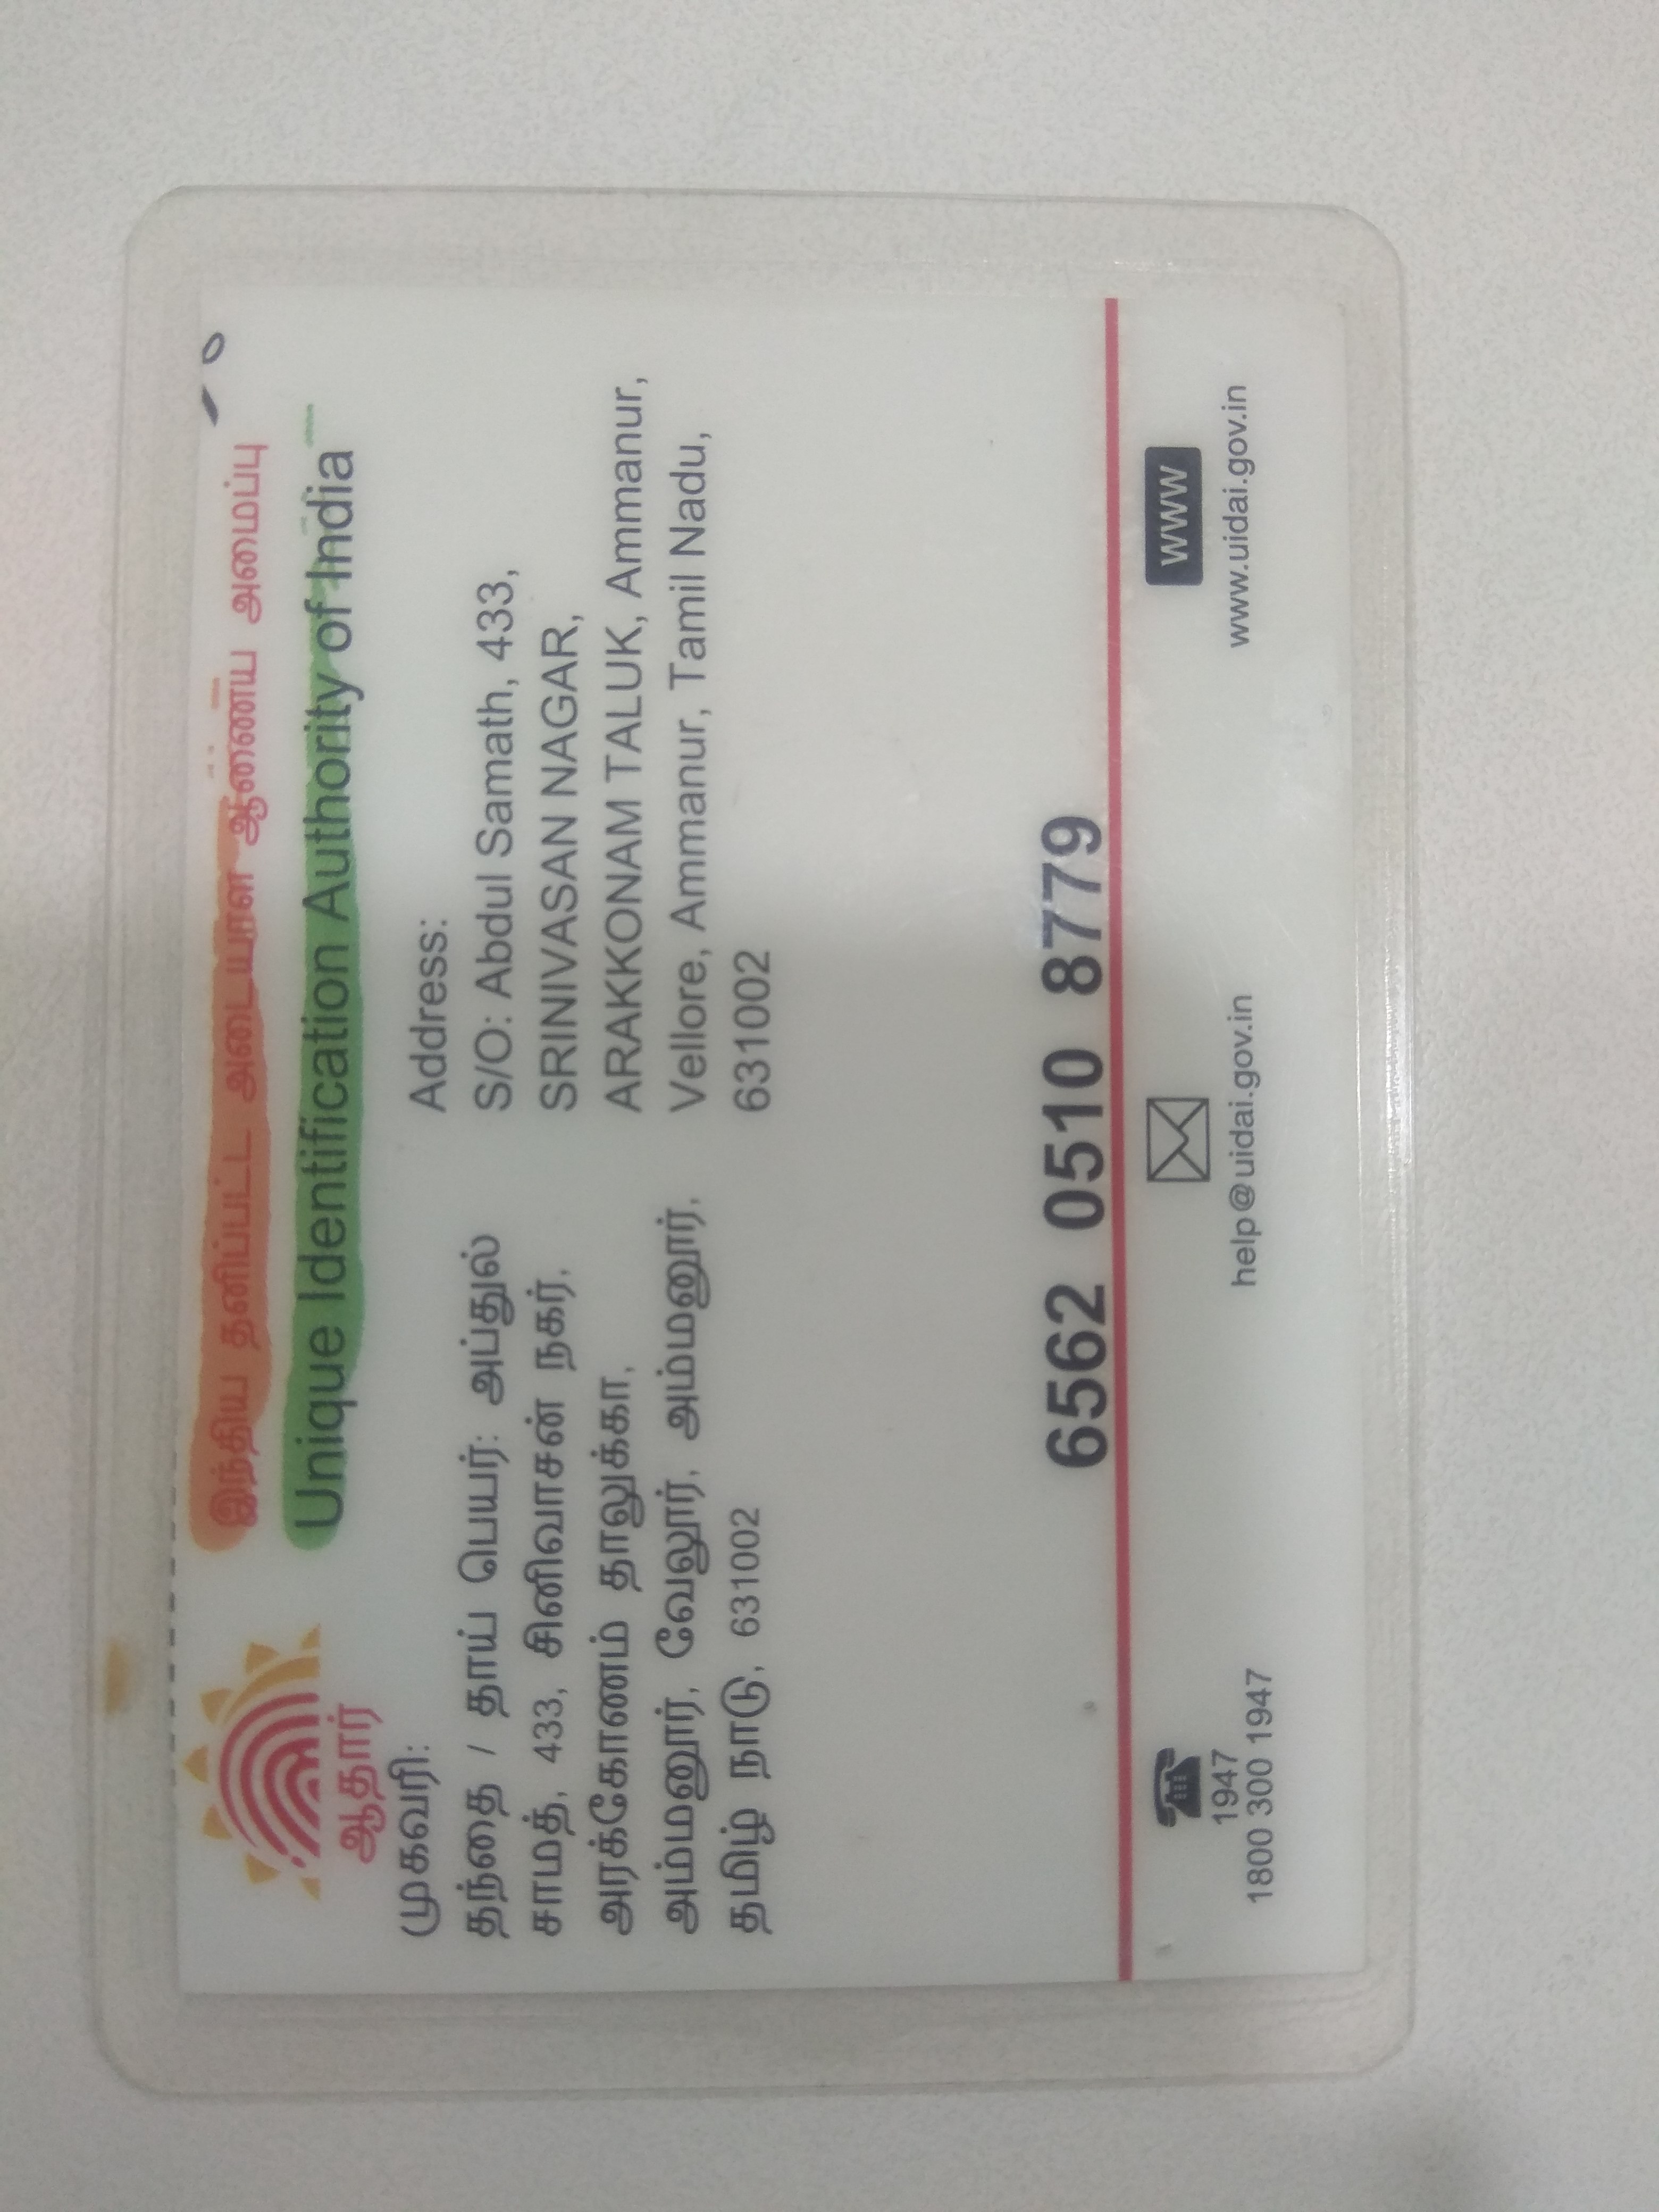 இந்திய தனிப்பட்ட அடையாள ஆணைய அமைப்பு
Unique Identification Authority of India
ஆதார்
முகவரி:
தந்தை / தாய் பெயர்: அப்துல்
சாமத், 433, சினிவாசன் நகர்,
அரக்கோணம் தாலுக்கா,
அம்மனூர், வேலூர், அம்மனூர்,
தமிழ் நாடு, 631002
Address:
S/O: Abdul Samath, 433,
SRINIVASAN NAGAR,
ARAKKONAM TALUK, Ammanur,
Vellore, Ammanur, Tamil Nadu,
631002
6562 0510 8779
1947
1800 300 1947
help@uidai.gov.in
www
www.uidai.gov.in